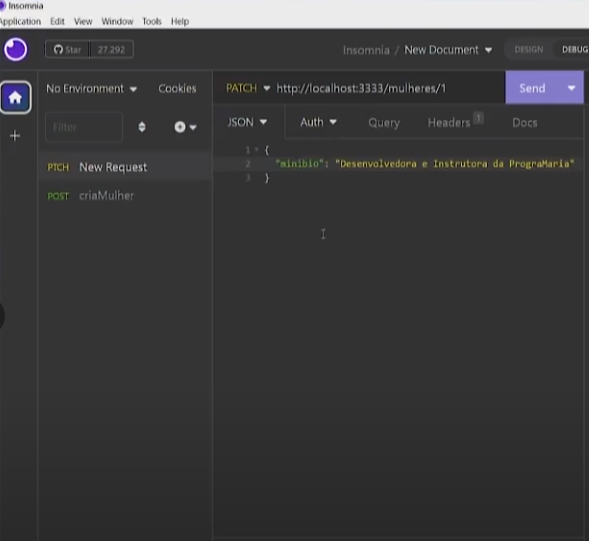 Insomnia
Application Edit View Window Tools Help
Star 27.292
Insomnia / New Document
DESIGN DEBUG
No Environment Cookies
PATCH http://localhost:3333/mulheres/1 Send
Filter
JSON Auth Query Headers 1 Docs
PTCH New Request
POST criaMulher
1 {
2 "minibio": "Desenvolvedora e Instrutora da PrograMaria"
3 }